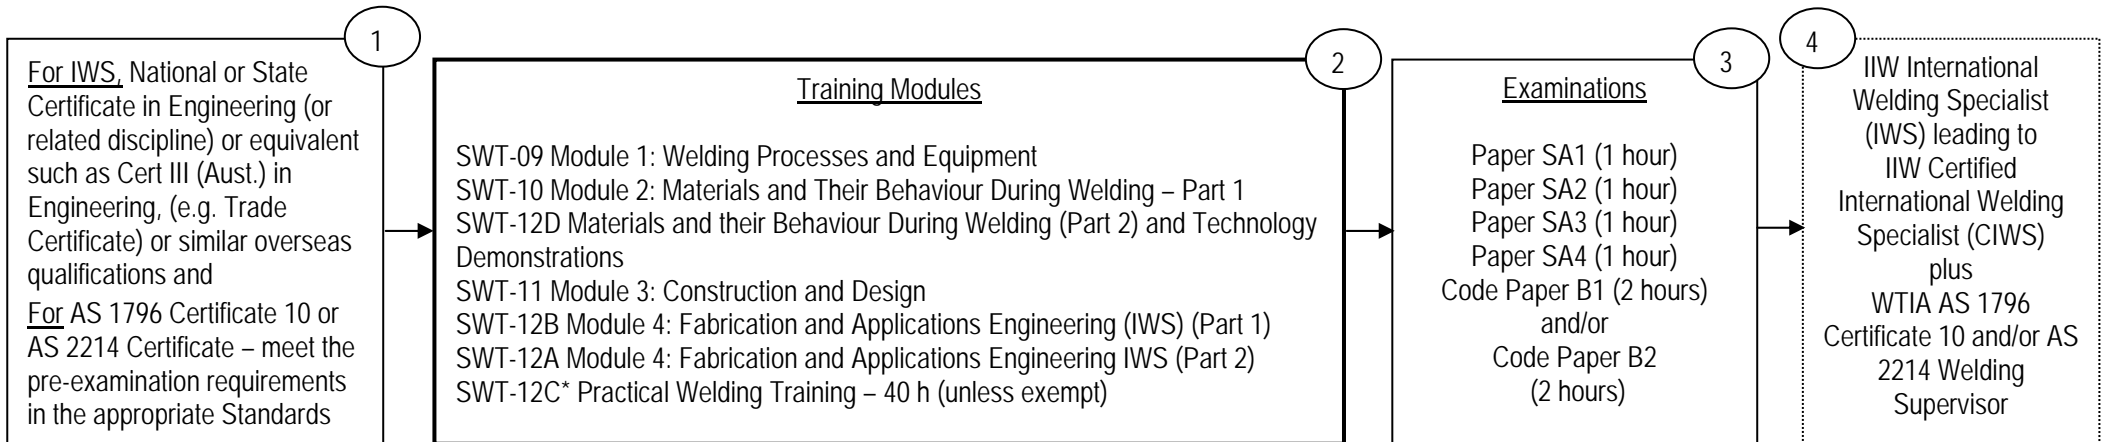 1
For IWS, National or State
Certificate in Engineering (or
related discipline) or equivalent
such as Cert III (Aust.) in
Engineering, (e.g. Trade
Certificate) or similar overseas
qualifications and
For AS 1796 Certificate 10 or
AS 2214 Certificate – meet the
pre-examination requirements
in the appropriate Standards
2
Training Modules
SWT-09 Module 1: Welding Processes and Equipment
SWT-10 Module 2: Materials and Their Behaviour During Welding – Part 1
SWT-12D Materials and their Behaviour During Welding (Part 2) and Technology
Demonstrations
SWT-11 Module 3: Construction and Design
SWT-12B Module 4: Fabrication and Applications Engineering (IWS) (Part 1)
SWT-12A Module 4: Fabrication and Applications Engineering IWS (Part 2)
SWT-12C* Practical Welding Training – 40 h (unless exempt)
3
Examinations
Paper SA1 (1 hour)
Paper SA2 (1 hour)
Paper SA3 (1 hour)
Paper SA4 (1 hour)
Code Paper B1 (2 hours)
and/or
Code Paper B2
(2 hours)
4
IIW International
Welding Specialist
(IWS) leading to
IIW Certified
International Welding
Specialist (CIWS)
plus
WTIA AS 1796
Certificate 10 and/or AS
2214 Welding
Supervisor